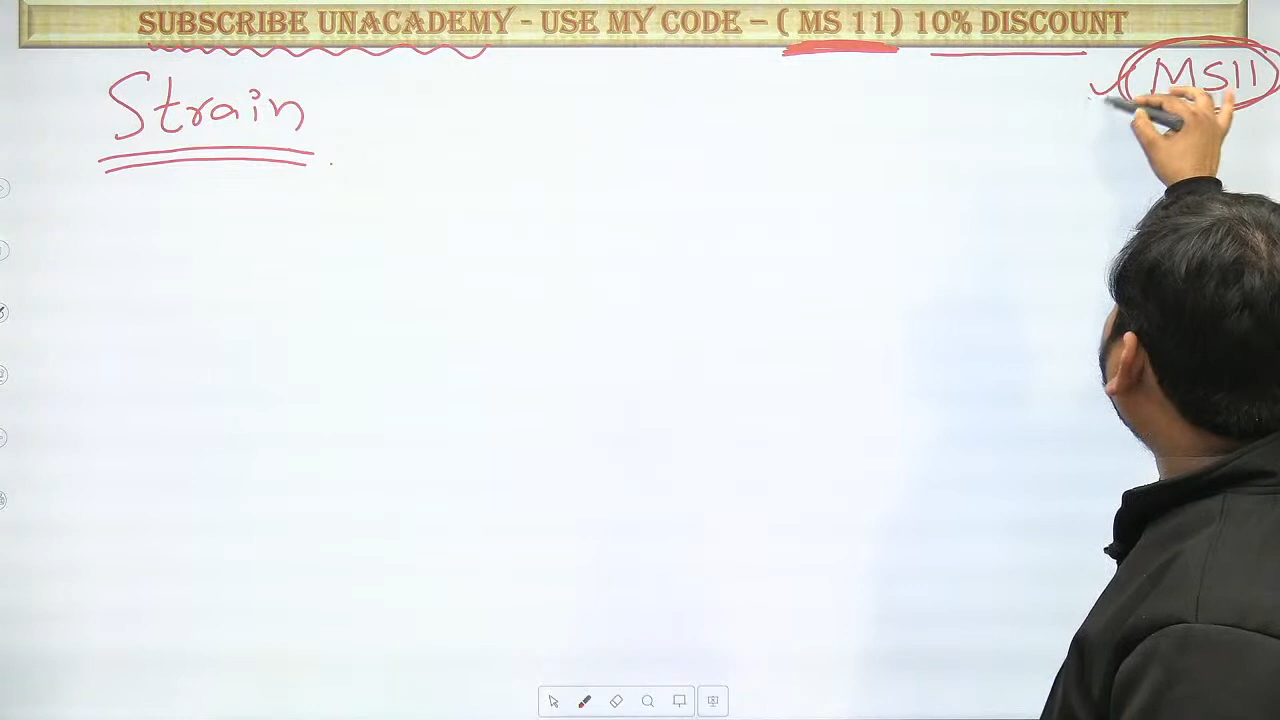 SUBSCRIBE UNACADEMY - USE MY CODE – ( MS 11) 10% DISCOUNT
MS11
Strain